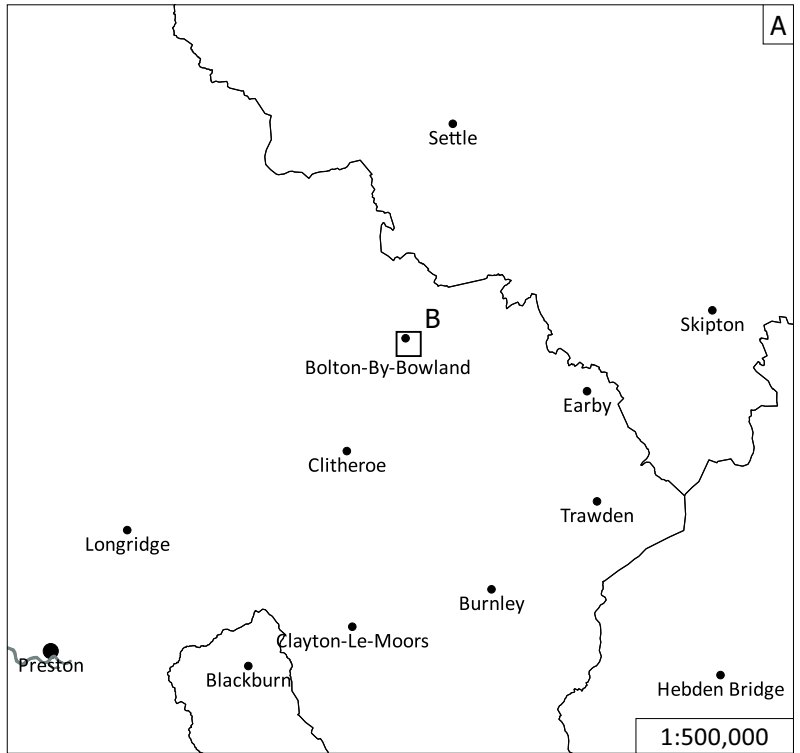 A
Settle
B
Skipton
Bolton-By-Bowland
Earby
Clitheroe
Trawden
Longridge
Burnley
Clayton-Le-Moors
Preston
Blackburn
Hebden Bridge
1:500,000